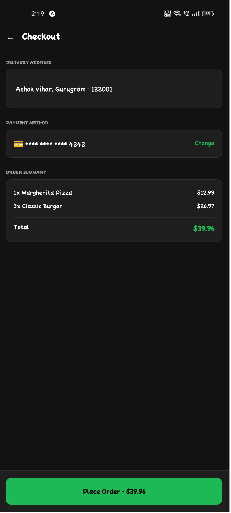 2:19
← Checkout
DELIVERY ADDRESS
Ashok vihar, Gurugram - 122001
PAYMENT METHOD
•••• •••• •••• 4242 Change
ORDER SUMMARY
1x Margherita Pizza $12.99
3x Classic Burger $26.97
Total $39.96
Place Order - $39.96